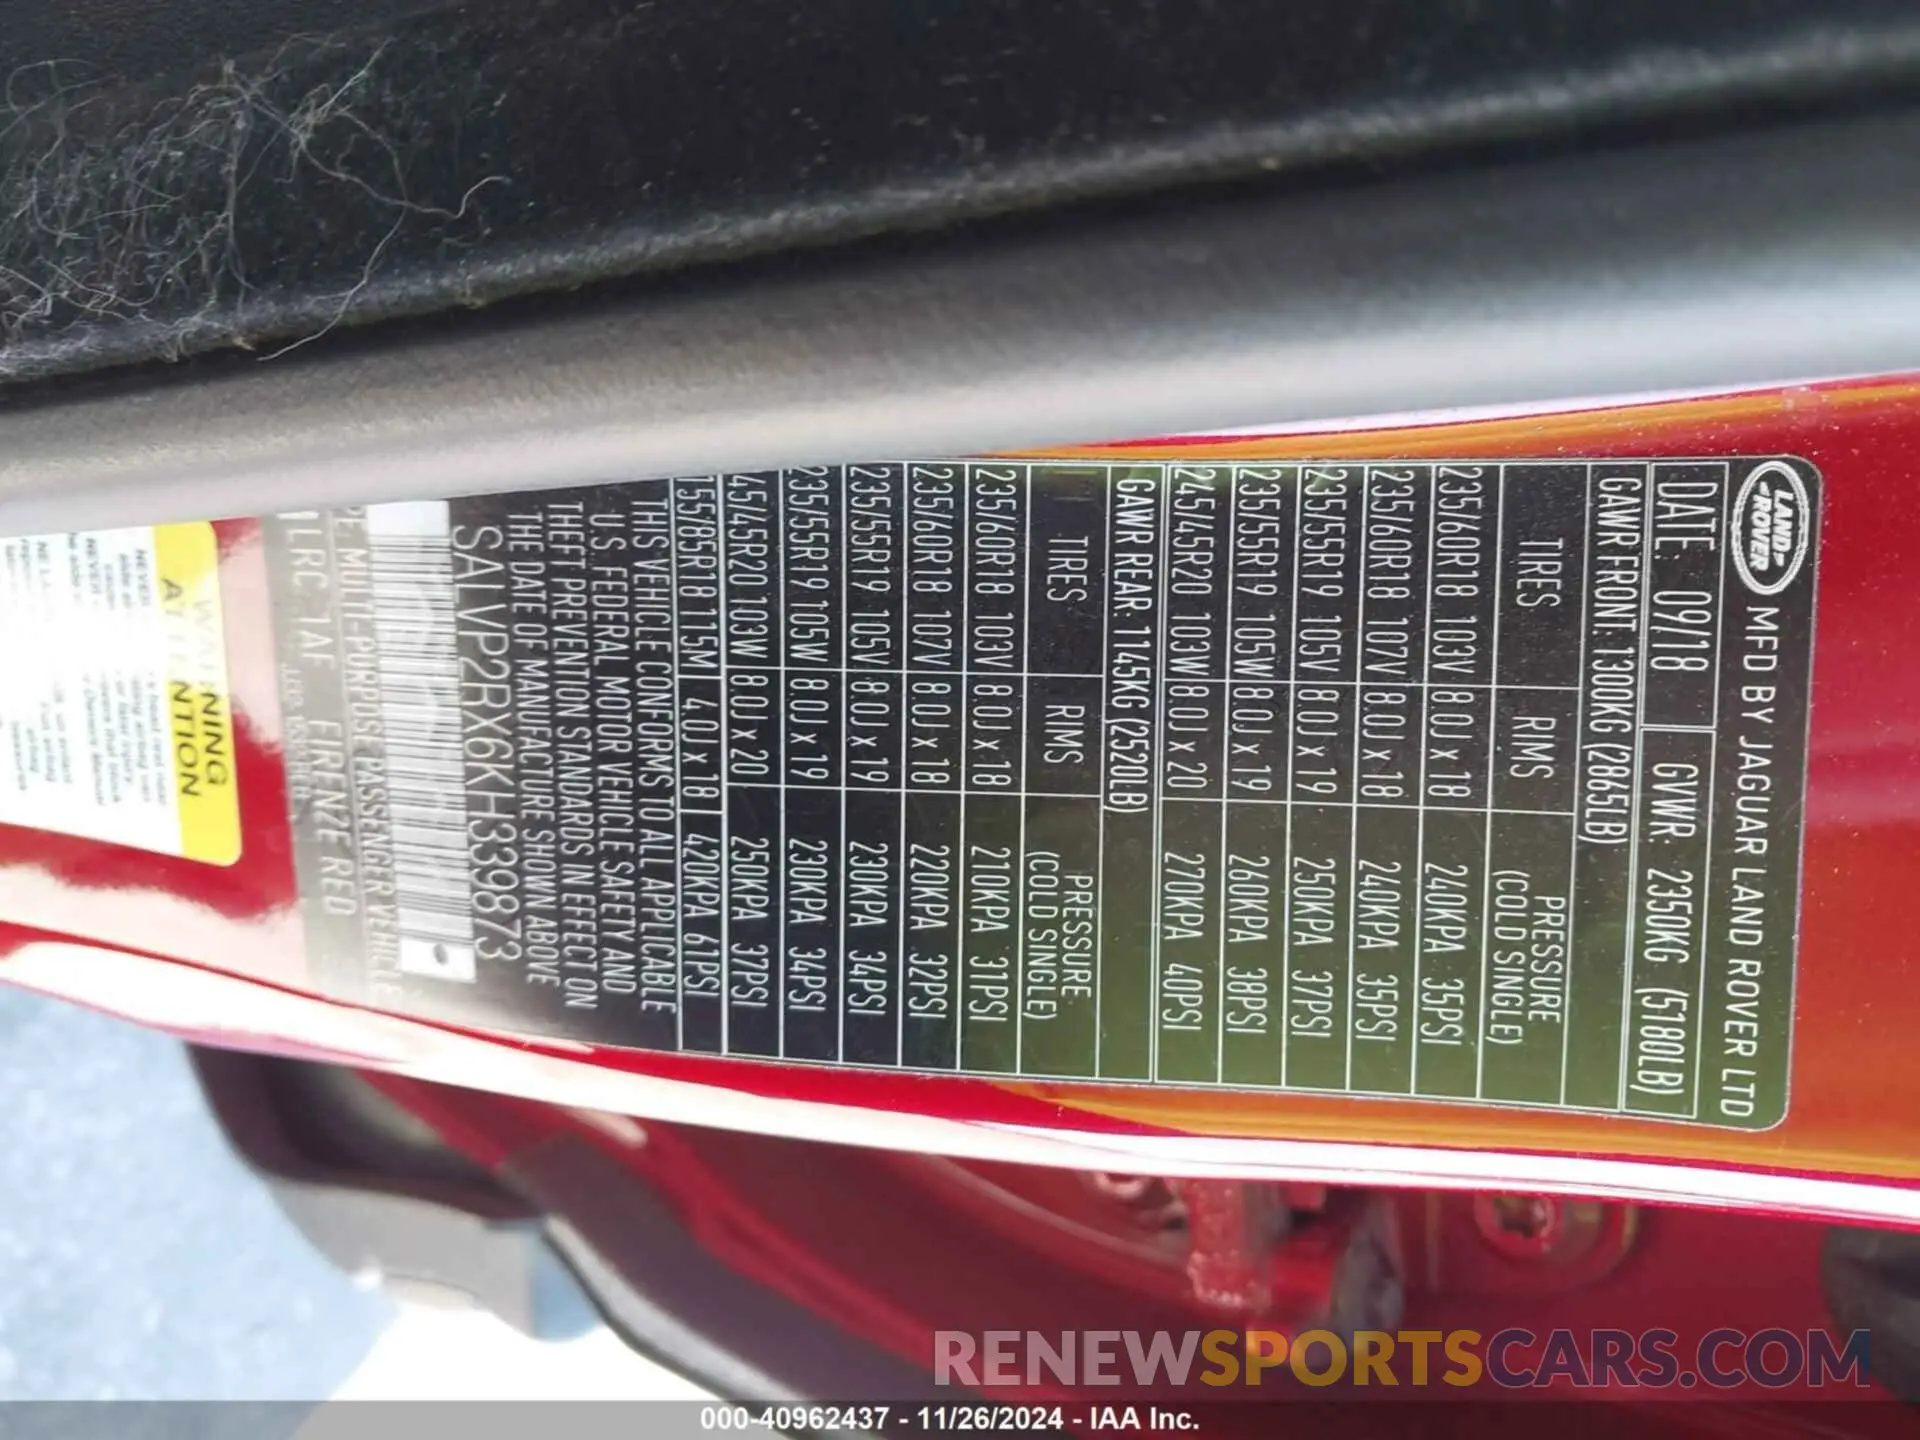 LAND-
-ROVER
MFD BY JAGUAR LAND ROVER LTD
DATE: 09/18 GVWR: 2350KG (5180LB)
GAWR FRONT: 1300KG (2865LB)
TIRES RIMS PRESSURE
(COLD SINGLE)
235/60R18 103V 8.0J x 18 240KPA 35PSI
235/60R18 107V 8.0J x 18 240KPA 35PSI
235/55R19 105V 8.0J x 19 250KPA 37PSI
235/55R19 105W 8.0J x 19 260KPA 38PSI
245/45R20 103W 8.0J x 20 270KPA 40PSI
GAWR REAR: 1145KG (2520LB)
TIRES RIMS PRESSURE
(COLD SINGLE)
235/60R18 103V 8.0J x 18 210KPA 31PSI
235/60R18 107V 8.0J x 18 220KPA 32PSI
235/55R19 105V 8.0J x 19 230KPA 34PSI
235/55R19 105W 8.0J x 19 230KPA 34PSI
45/45R20 103W 8.0J x 20 250KPA 37PSI
155/85R18 115M 4.0J x 18 420KPA 61PSI
THIS VEHICLE CONFORMS TO ALL APPLICABLE
U.S. FEDERAL MOTOR VEHICLE SAFETY AND
THEFT PREVENTION STANDARDS IN EFFECT ON
THE DATE OF MANUFACTURE SHOWN ABOVE
SALVP2RX6KH339873
PE: MULTI-PURPOSE PASSENGER VEHICLE
1LRC 1AF FIRENZE RED
WARNING
ATTENTION
NEVER
NEVER
RENEWSPORTSCARS.COM
000-40962437 - 11/26/2024 - IAA Inc.